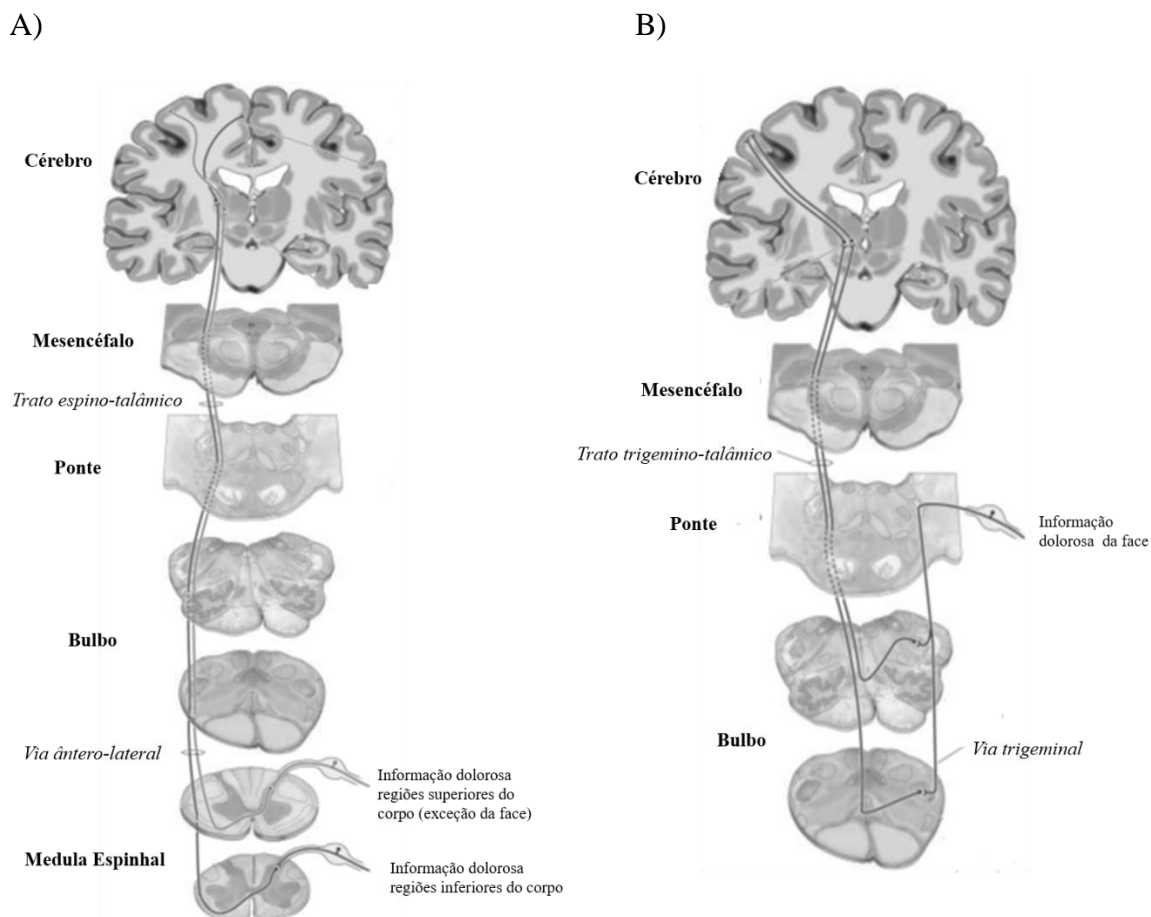 A)
Cérebro
Mesencéfalo
Trato espino-talâmico
Ponte
Bulbo
Via ântero-lateral
Informação dolorosa
regiões superiores do
corpo (exceção da face)
Medula Espinhal
Informação dolorosa
regiões inferiores do corpo
B)
Cérebro
Mesencéfalo
Trato trigemino-talâmico
Ponte
Informação
dolorosa da face
Bulbo
Via trigeminal